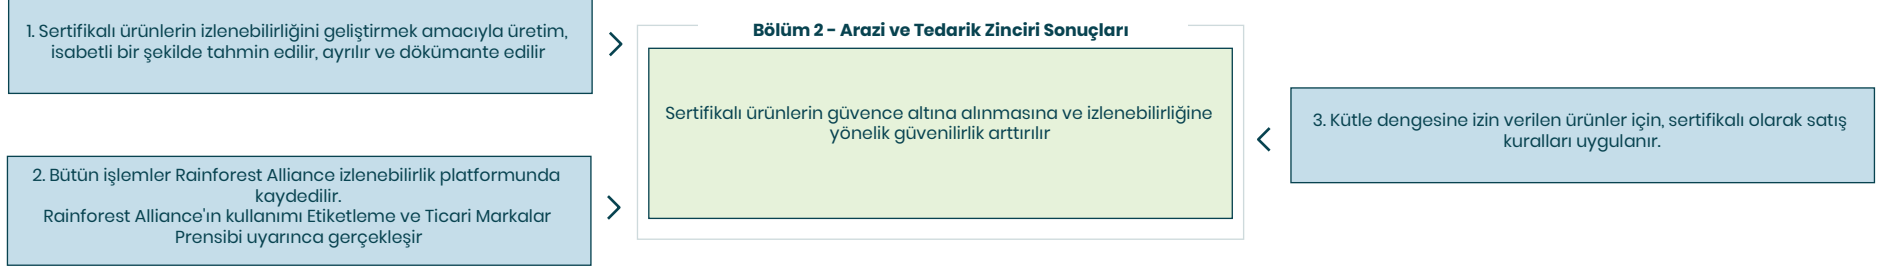 1. Sertifikalı ürünlerin izlenebilirliğini geliştirmek amacıyla üretim,
isabetli bir şekilde tahmin edilir, ayrılır ve dökümante edilir
2. Bütün işlemler Rainforest Alliance izlenebilirlik platformunda
kaydedilir.
Rainforest Alliance'ın kullanımı Etiketleme ve Ticari Markalar
Prensibi uyarınca gerçekleşir
Bölüm 2 - Arazi ve Tedarik Zinciri Sonuçları
Sertifikalı ürünlerin güvence altına alınmasına ve izlenebilirliğine
yönelik güvenilirlik arttırılır
3. Kütle dengesine izin verilen ürünler için, sertifikalı olarak satış
kuralları uygulanır.